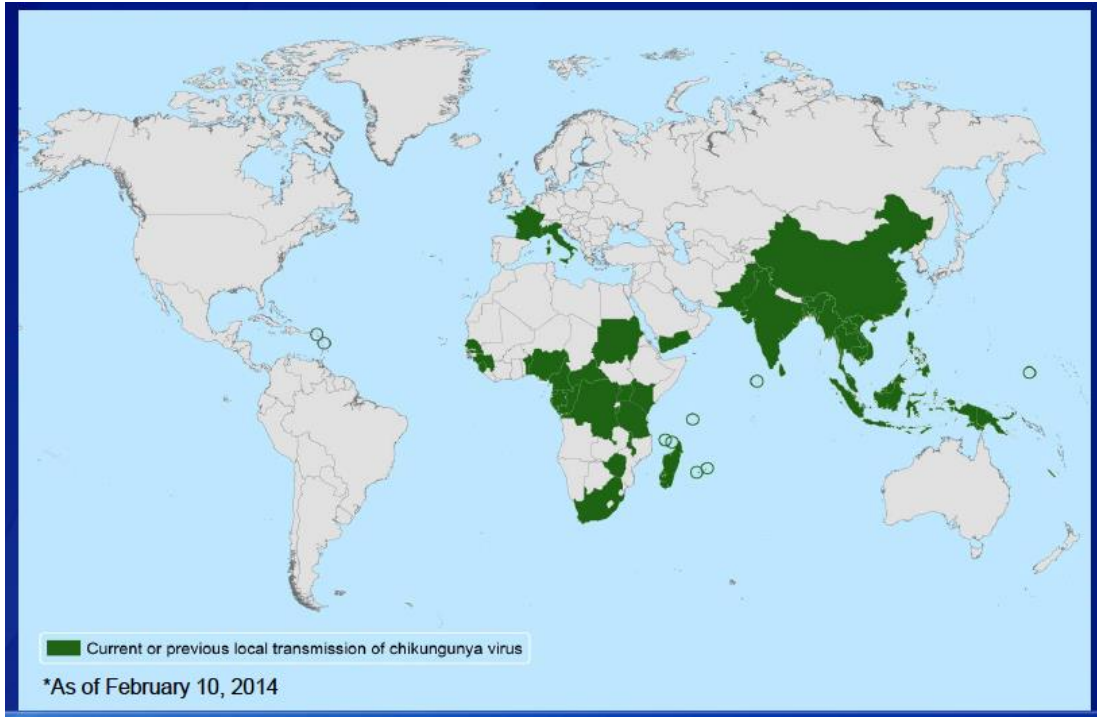 Current or previous local transmission of chikungunya virus
*As of February 10, 2014